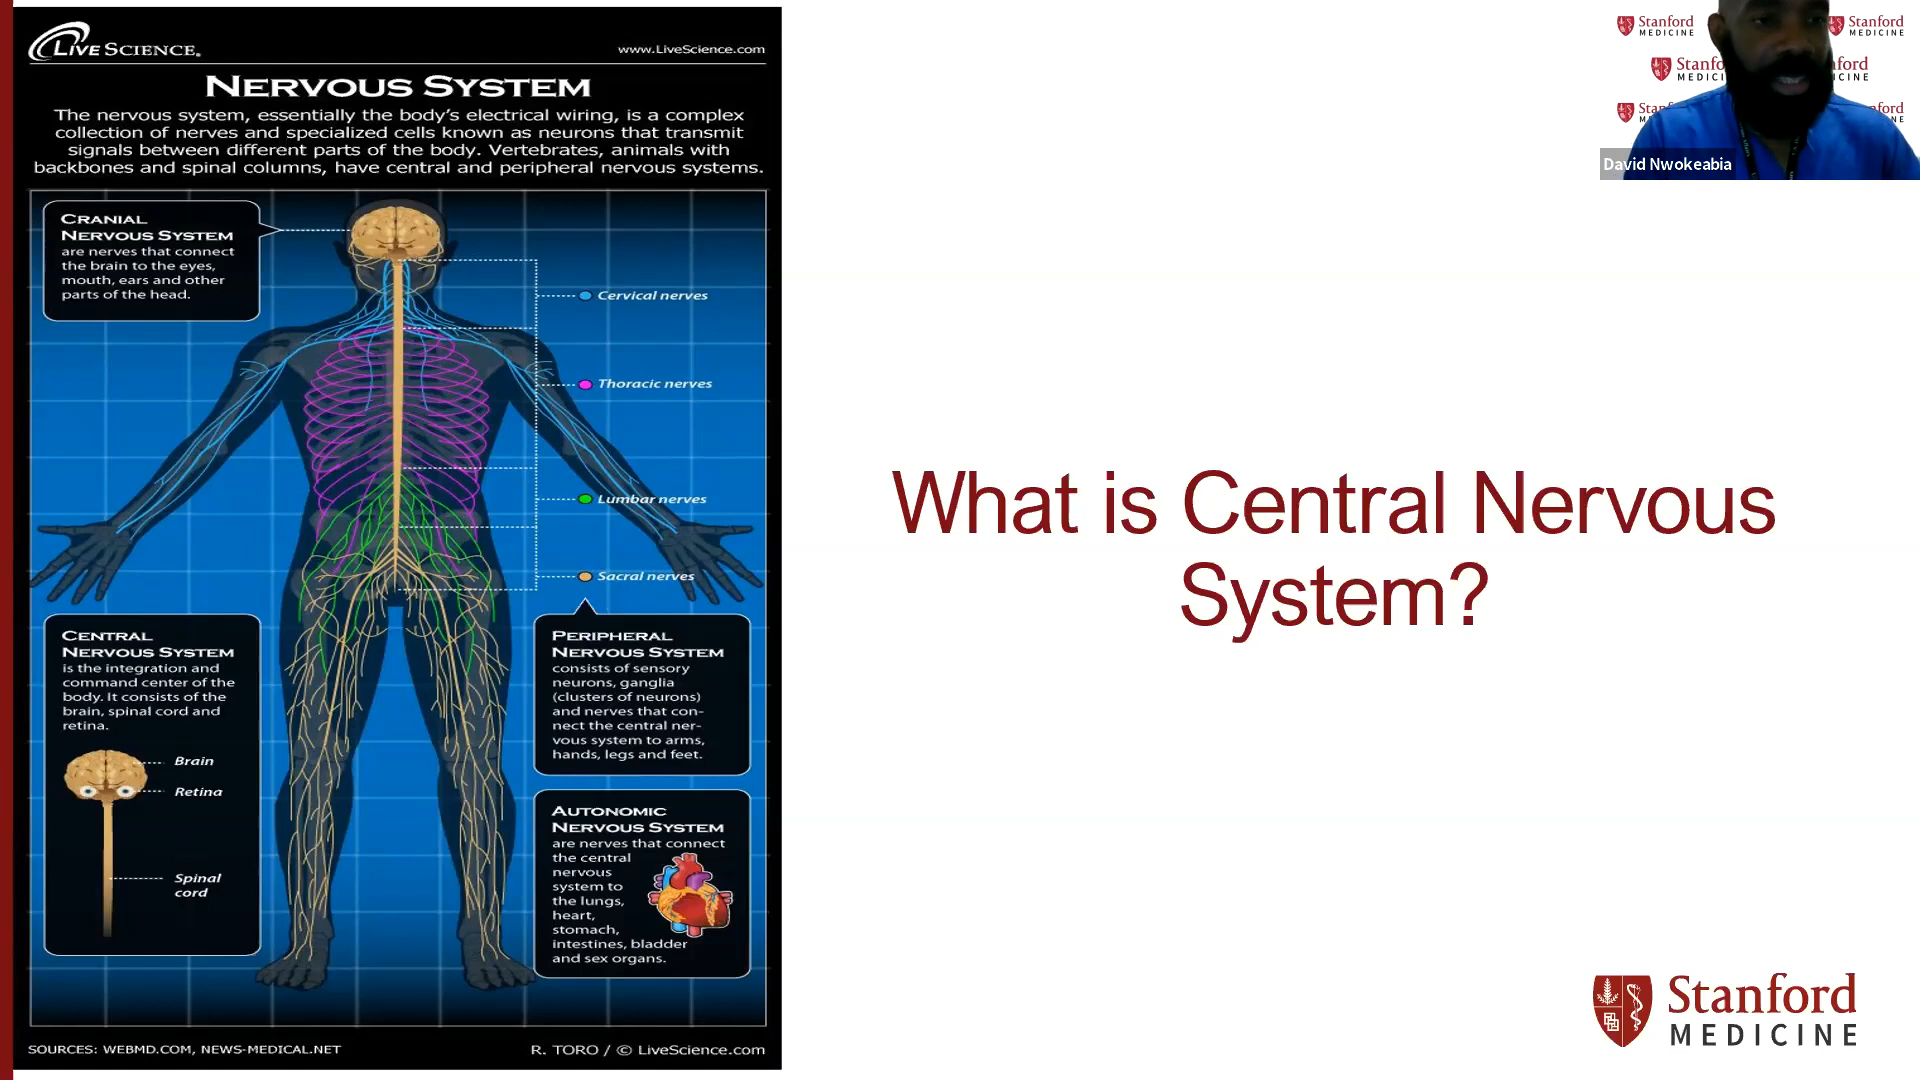 LIVESCIENCE.
www.LiveScience.com
NERVOUS SYSTEM
The nervous system, essentially the body's electrical wiring, is a complex
collection of nerves and specialized cells known as neurons that transmit
signals between different parts of the body. Vertebrates, animals with
backbones and spinal columns, have central and peripheral nervous systems.
CRANIAL
NERVOUS SYSTEM
are nerves that connect
the brain to the eyes,
mouth, ears and other
parts of the head.
Cervical nerves
Thoracic nerves
Lumbar nerves
Sacral nerves
CENTRAL
NERVOUS SYSTEM
is the integration and
command center of the
body. It consists of the
brain, spinal cord and
retina.
Brain
Retina
Spinal
cord
PERIPHERAL
NERVOUS SYSTEM
consists of sensory
neurons, ganglia
(clusters of neurons)
and nerves that con-
nect the central ner-
vous system to arms,
hands, legs and feet.
AUTONOMIC
NERVOUS SYSTEM
are nerves that connect
the central
nervous
system to
the lungs,
heart,
stomach,
intestines, bladder
and sex organs.
SOURCES: WEBMD.COM, NEWS-MEDICAL.NET
R. TORO / © LiveScience.com
What is Central Nervous
System?
Stanford
MEDICINE
Stanford
MEDICINE
David Nwokeabia
Stanford
MEDICINE